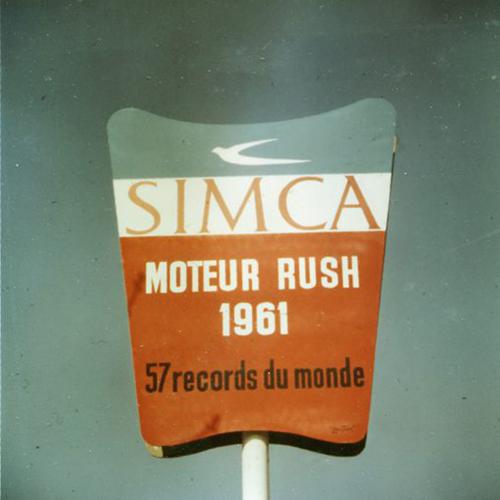 SIMCA
MOTEUR RUSH
1961
57 records du monde